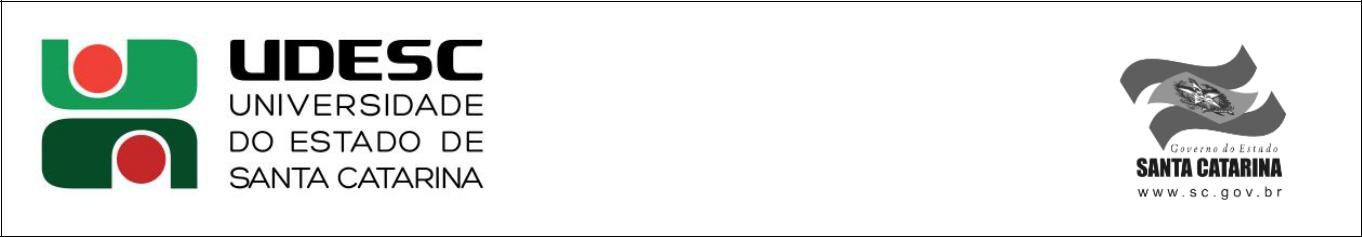 UDESC
UNIVERSIDADE
DO ESTADO DE
SANTA CATARINA
Governo do Estado
SANTA CATARINA
www.sc.gov.br